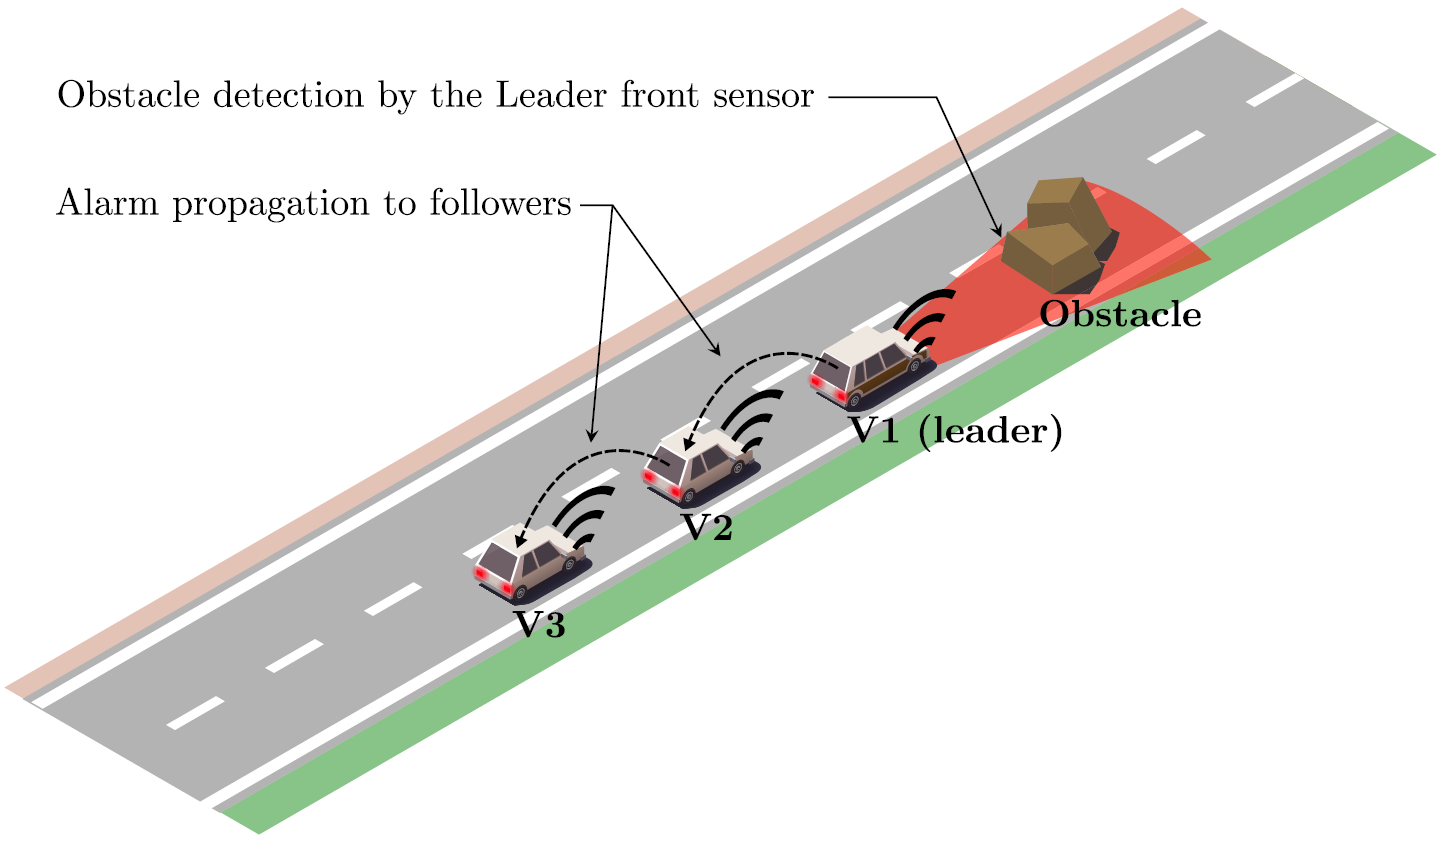 Obstacle detection by the Leader front sensor
Alarm propagation to followers
Obstacle
V1 (leader)
V2
V3